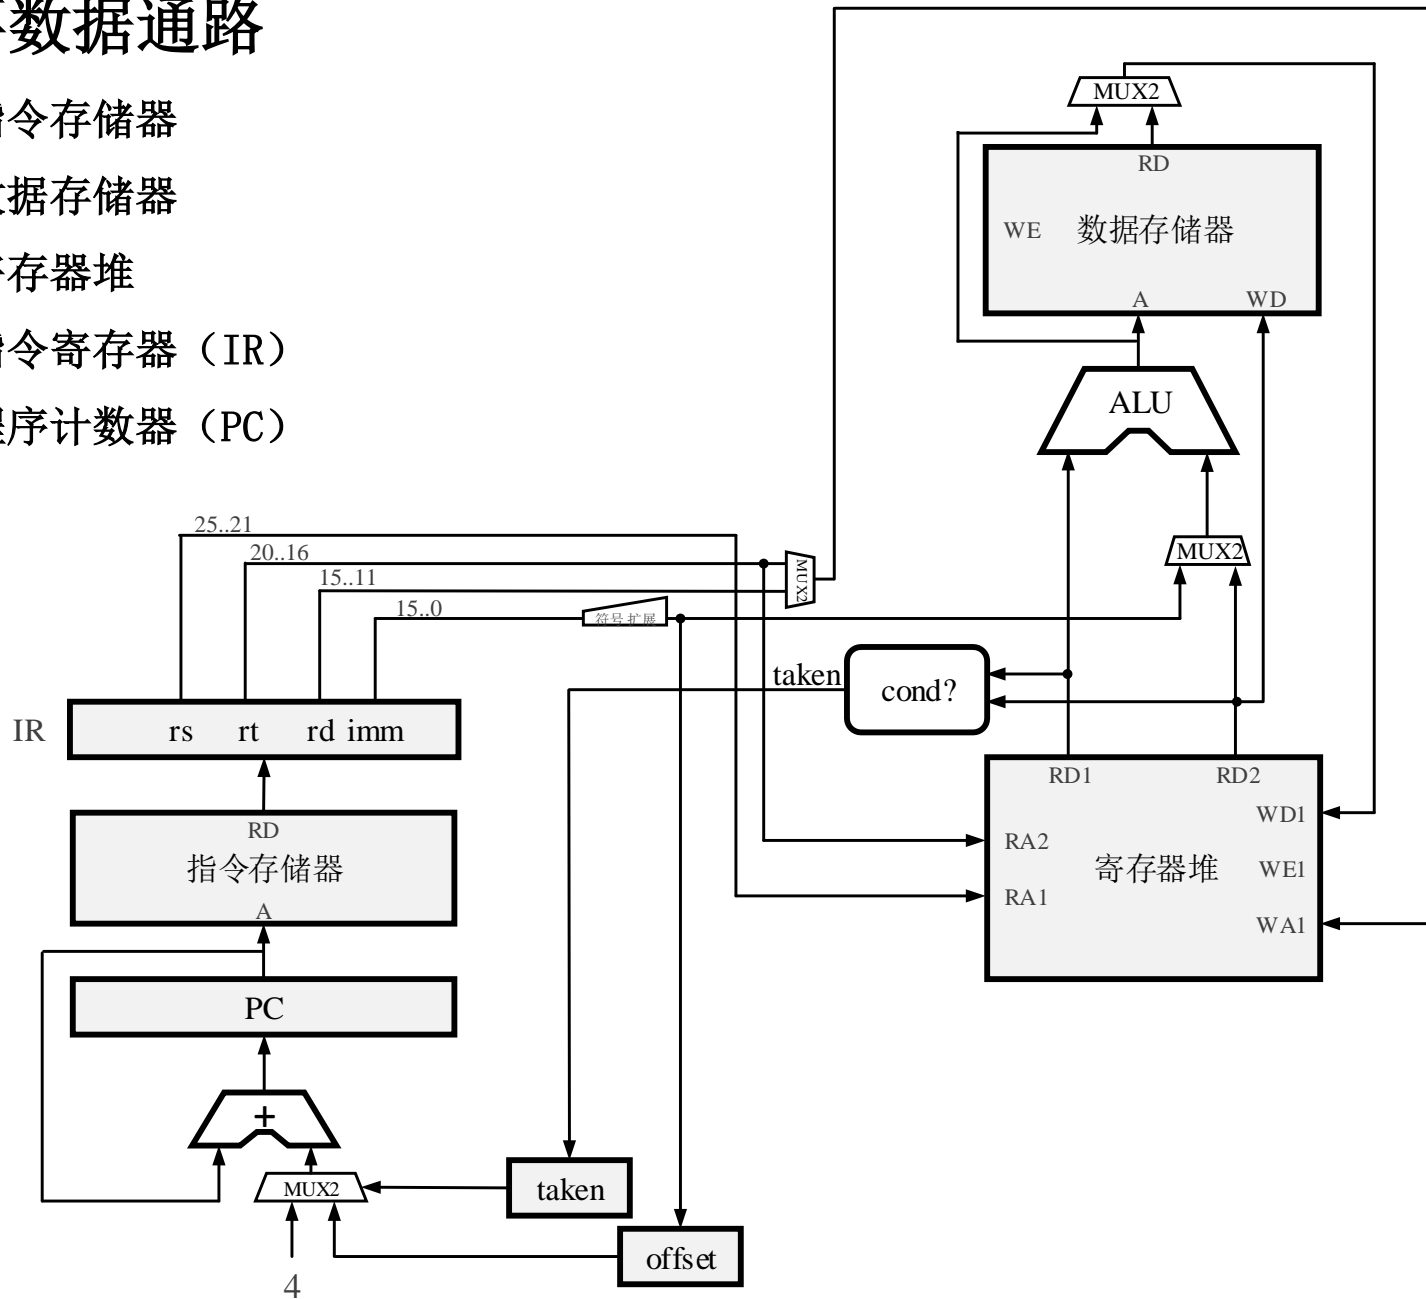 数据通路
令存储器
据存储器
存器堆
令寄存器（IR）
序计数器（PC）
MUX2
RD
WE 数据存储器
A WD
ALU
MUX2
25..21
20..16
15..11
15..0
符号扩展
MUX2
taken
cond?
IR rs rt rd imm
RD
指令存储器
A
PC
+
MUX2
4
taken
offset
RD1 RD2
WD1
RA2
寄存器堆 WE1
RA1
WA1